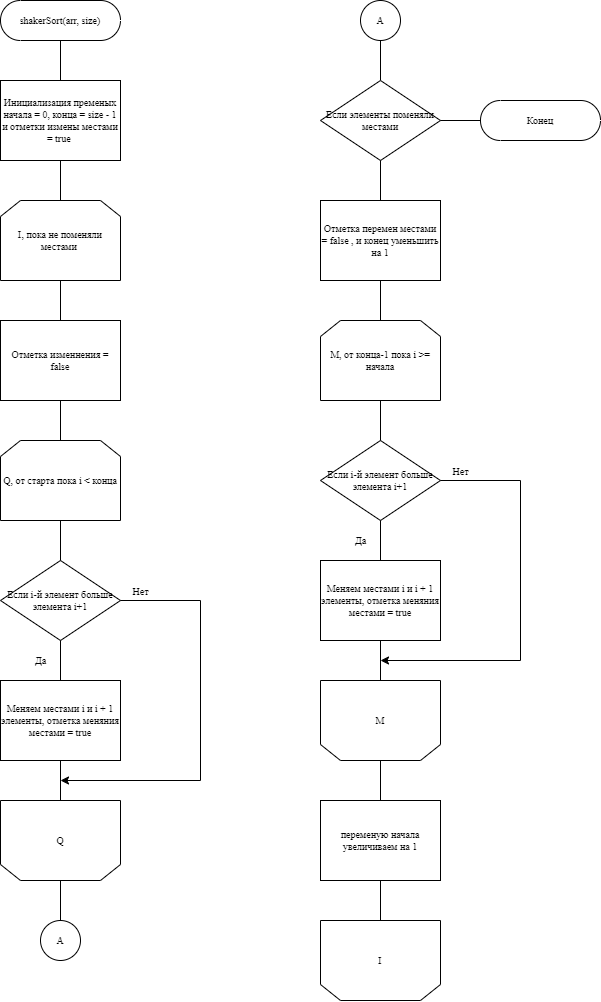 shakerSort(arr, size)
Инициализация пременых
начала = 0, конца = size - 1
и отметки измены местами
= true
I, пока не поменяли
местами
Отметка изменнения =
false
Q, от старта пока i < конца
Если i-й элемент больше
элемента i+1
Нет
Да
Меняем местами i и i + 1
элементы, отметка меняния
местами = true
Q
A
A
Если элементы поменяли
местами
Конец
Отметка перемен местами
= false , и конец уменьшить
на 1
M, от конца-1 пока i >=
начала
Если i-й элемент больше
элемента i+1
Нет
Да
Меняем местами i и i + 1
элементы, отметка меняния
местами = true
M
переменую начала
увеличиваем на 1
I